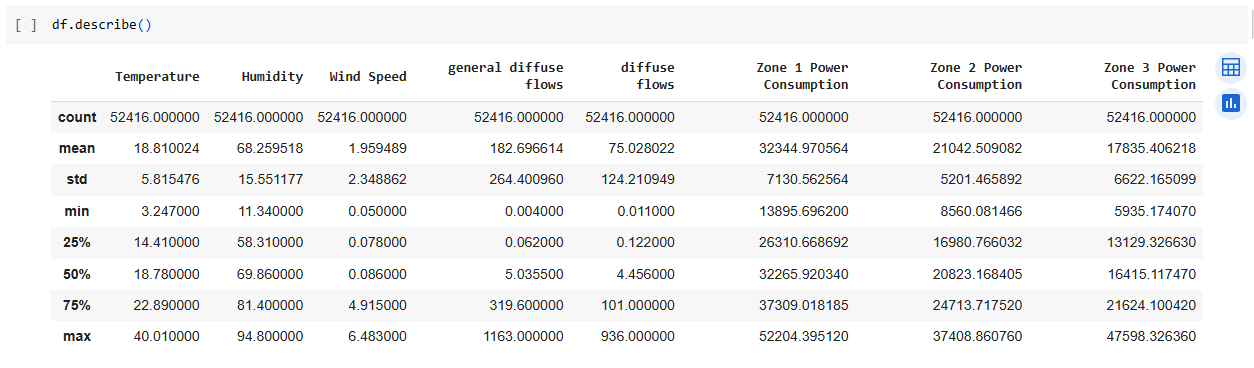 [ ] df.describe()
Temperature Humidity Wind Speed general diffuse flows diffuse flows Zone 1 Power Consumption Zone 2 Power Consumption Zone 3 Power Consumption
count 52416.000000 52416.000000 52416.000000 52416.000000 52416.000000 52416.000000 52416.000000 52416.000000
mean 18.810024 68.259518 1.959489 182.696614 75.028022 32344.970564 21042.509082 17835.406218
std 5.815476 15.551177 2.348862 264.400960 124.210949 7130.562564 5201.465892 6622.165099
min 3.247000 11.340000 0.050000 0.004000 0.011000 13895.696200 8560.081466 5935.174070
25% 14.410000 58.310000 0.078000 0.062000 0.122000 26310.668692 16980.766032 13129.326630
50% 18.780000 69.860000 0.086000 5.035500 4.456000 32265.920340 20823.168405 16415.117470
75% 22.890000 81.400000 4.915000 319.600000 101.000000 37309.018185 24713.717520 21624.100420
max 40.010000 94.800000 6.483000 1163.000000 936.000000 52204.395120 37408.860760 47598.326360